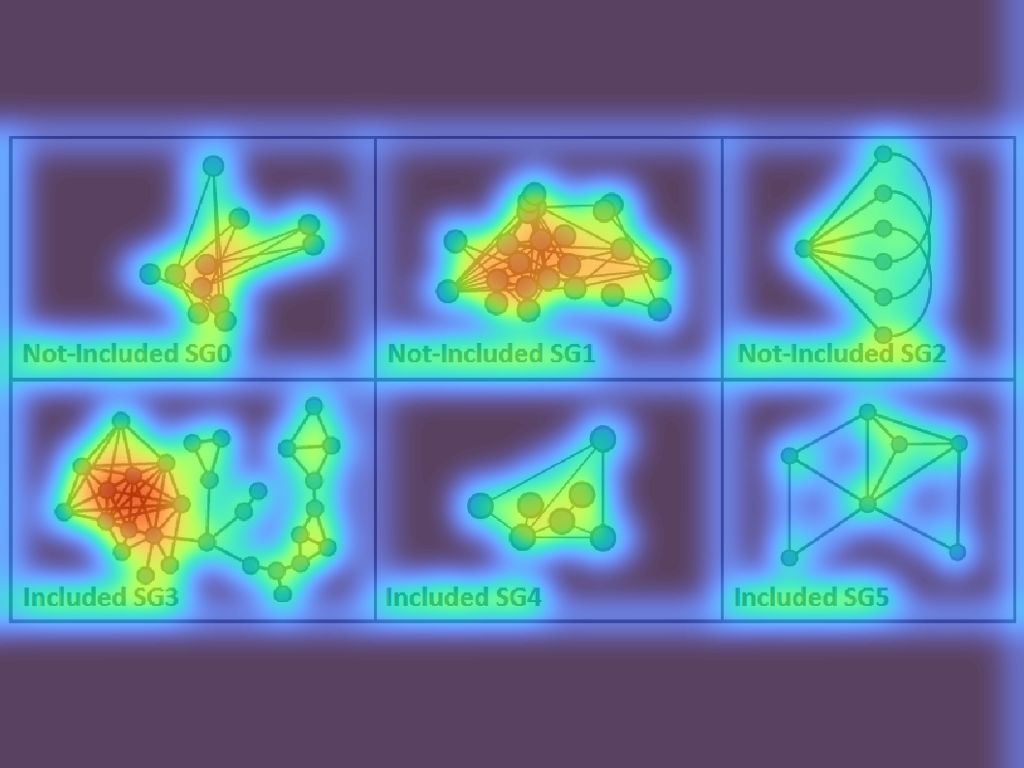 Not-Included SG0
Not-Included SG1
Not-Included SG2
Included SG3
Included SG4
Included SG5